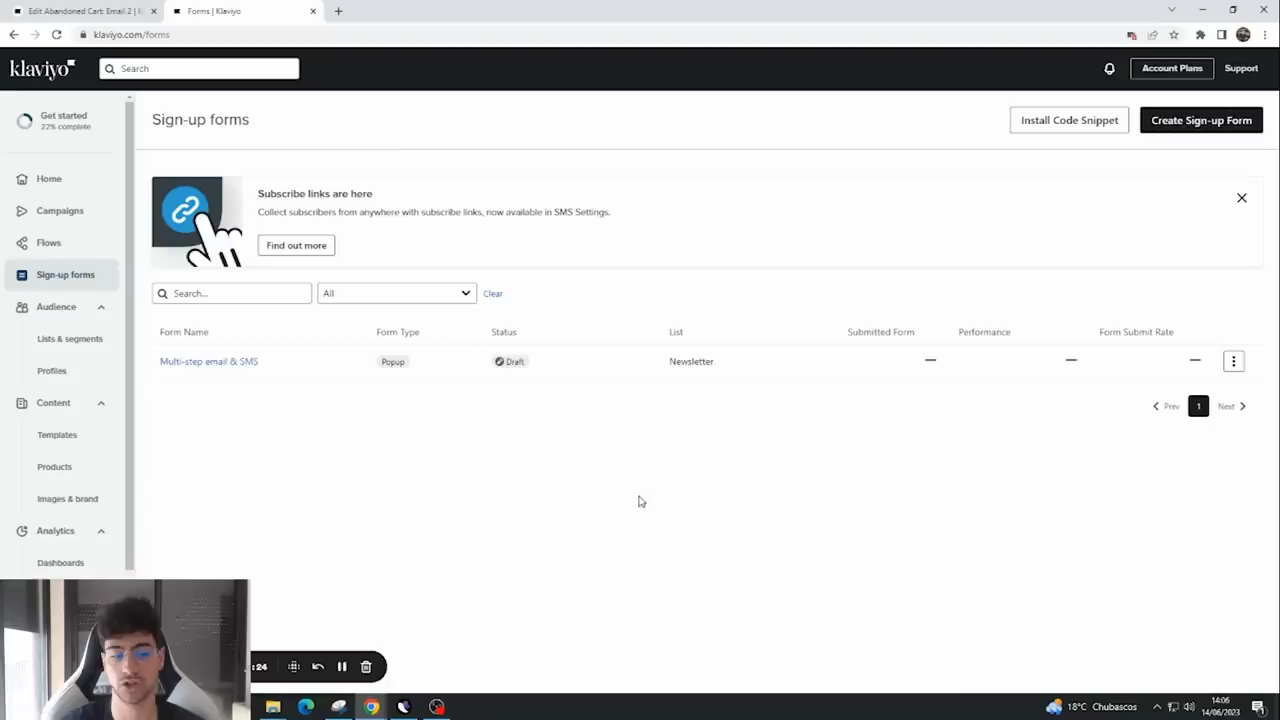 Edit Abandoned Cart: Email 2 |
Forms | Klaviyo
klaviyo.com/forms
klaviyo
Search
Account Plans
Support
Get started
22% complete
Sign-up forms
Install Code Snippet
Create Sign-up Form
Home
Campaigns
Flows
Sign-up forms
Audience
Lists & segments
Profiles
Content
Templates
Products
Images & brand
Analytics
Dashboards
Subscribe links are here
Collect subscribers from anywhere with subscribe links, now available in SMS Settings.
Find out more
Search...
All
Clear
Form Name Form Type Status List Submitted Form Performance Form Submit Rate
Multi-step email & SMS Popup Draft Newsletter — — —
Prev 1 Next
:24
18°C Chubascos
14:06
14/06/2023